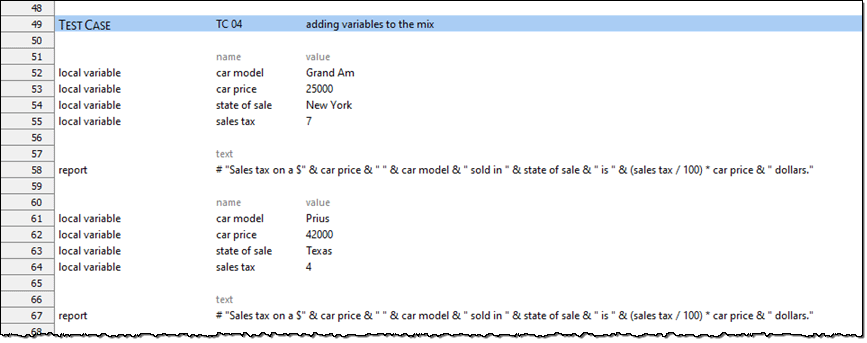 48
49 TEST CASE TC 04 adding variables to the mix
50
51 name value
52 local variable car model Grand Am
53 local variable car price 25000
54 local variable state of sale New York
55 local variable sales tax 7
56
57 text
58 report # "Sales tax on a $" & car price & " " & car model & " sold in " & state of sale & " is " & (sales tax / 100) * car price & " dollars."
59
60 name value
61 local variable car model Prius
62 local variable car price 42000
63 local variable state of sale Texas
64 local variable sales tax 4
65
66 text
67 report # "Sales tax on a $" & car price & " " & car model & " sold in " & state of sale & " is " & (sales tax / 100) * car price & " dollars."
68